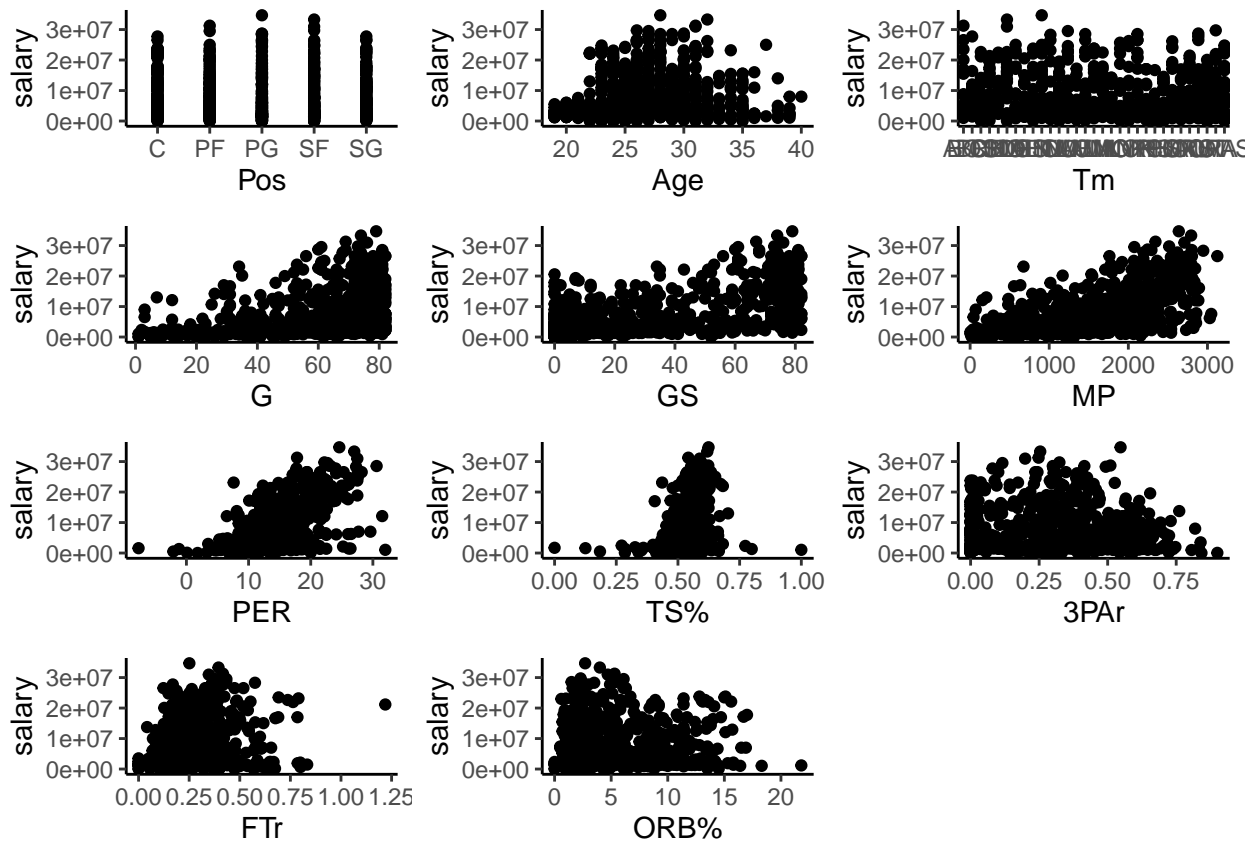 salary
3e+07
2e+07
1e+07
0e+00
C PF PG SF SG
Pos
salary
3e+07
2e+07
1e+07
0e+00
20 25 30 35 40
Age
salary
3e+07
2e+07
1e+07
0e+00
Tm
salary
3e+07
2e+07
1e+07
0e+00
0 20 40 60 80
G
salary
3e+07
2e+07
1e+07
0e+00
0 20 40 60 80
GS
salary
3e+07
2e+07
1e+07
0e+00
0 1000 2000 3000
MP
salary
3e+07
2e+07
1e+07
0e+00
0 10 20 30
PER
salary
3e+07
2e+07
1e+07
0e+00
0.00 0.25 0.50 0.75 1.00
TS%
salary
3e+07
2e+07
1e+07
0e+00
0.00 0.25 0.50 0.75
3PAr
salary
3e+07
2e+07
1e+07
0e+00
0.00 0.25 0.50 0.75 1.00 1.25
FTr
salary
3e+07
2e+07
1e+07
0e+00
0 5 10 15 20
ORB%